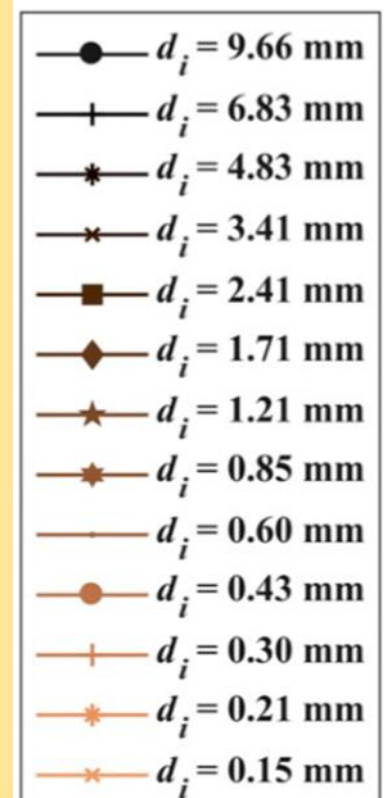 d_i = 9.66 mm
d_i = 6.83 mm
d_i = 4.83 mm
d_i = 3.41 mm
d_i = 2.41 mm
d_i = 1.71 mm
d_i = 1.21 mm
d_i = 0.85 mm
d_i = 0.60 mm
d_i = 0.43 mm
d_i = 0.30 mm
d_i = 0.21 mm
d_i = 0.15 mm